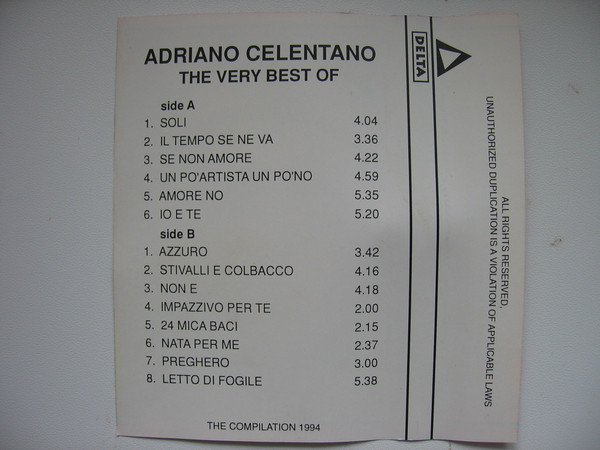 ADRIANO CELENTANO
THE VERY BEST OF
side A
1. SOLI 4.04
2. IL TEMPO SE NE VA 3.36
3. SE NON AMORE 4.22
4. UN PO'ARTISTA UN PO'NO 4.59
5. AMORE NO 5.35
6. IO E TE 5.20
side B
1. AZZURO 3.42
2. STIVALLI E COLBACCO 4.16
3. NON E 4.18
4. IMPAZZIVO PER TE 2.00
5. 24 MICA BACI 2.15
6. NATA PER ME 2.37
7. PREGHERO 3.00
8. LETTO DI FOGILE 5.38
THE COMPILATION 1994
DELTA
ALL RIGHTS RESERVED,
UNAUTHORIZED DUPLICATION IS A VIOLATION OF APPLICABLE LAWS